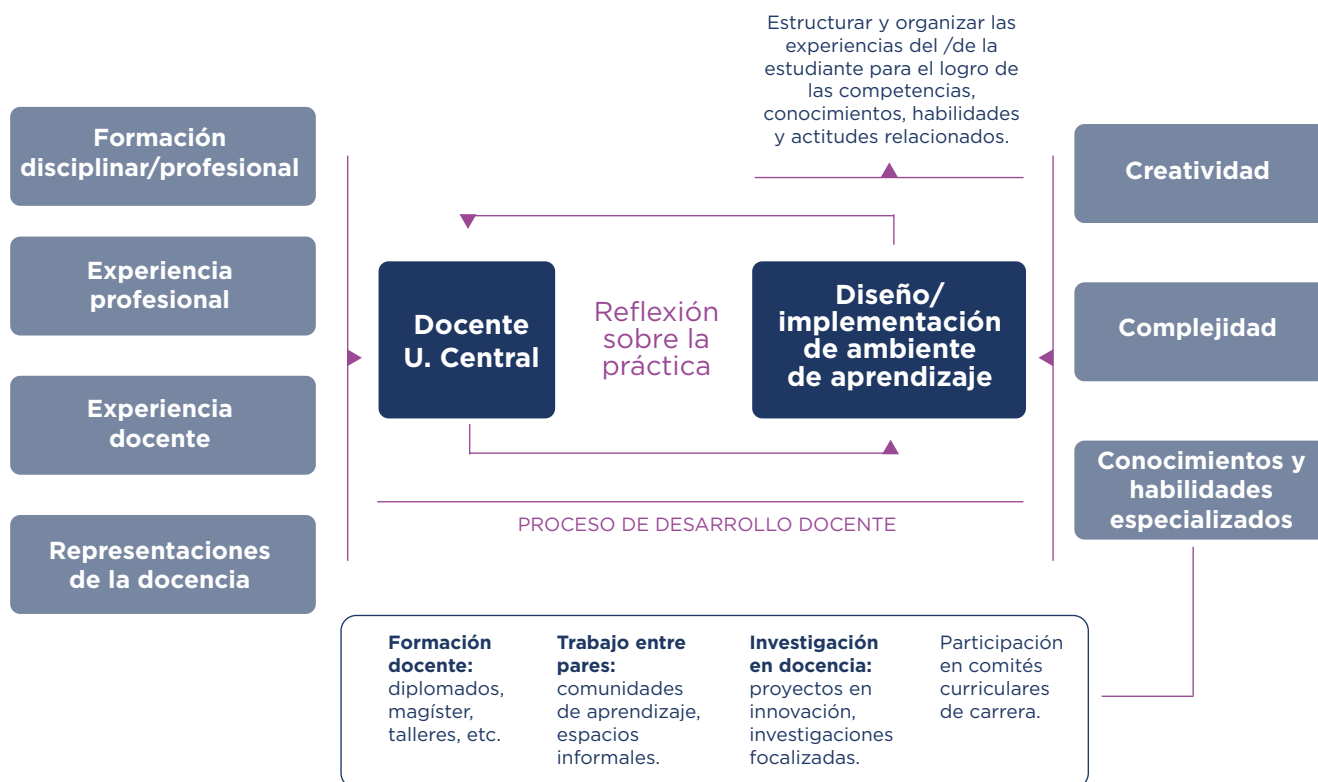 Estructurar y organizar las
experiencias del /de la
estudiante para el logro de
las competencias,
conocimientos, habilidades
y actitudes relacionados.
Formación
disciplinar/profesional
Experiencia
profesional
Experiencia
docente
Representaciones
de la docencia
Docente
U. Central
Reflexión
sobre la
práctica
Diseño/
implementación
de ambiente
de aprendizaje
PROCESO DE DESARROLLO DOCENTE
Creatividad
Complejidad
Conocimientos y
habilidades
especializados
Formación
docente:
diplomados,
magíster,
talleres, etc.
Trabajo entre
pares:
comunidades
de aprendizaje,
espacios
informales.
Investigación
en docencia:
proyectos en
innovación,
investigaciones
focalizadas.
Participación
en comités
curriculares
de carrera.